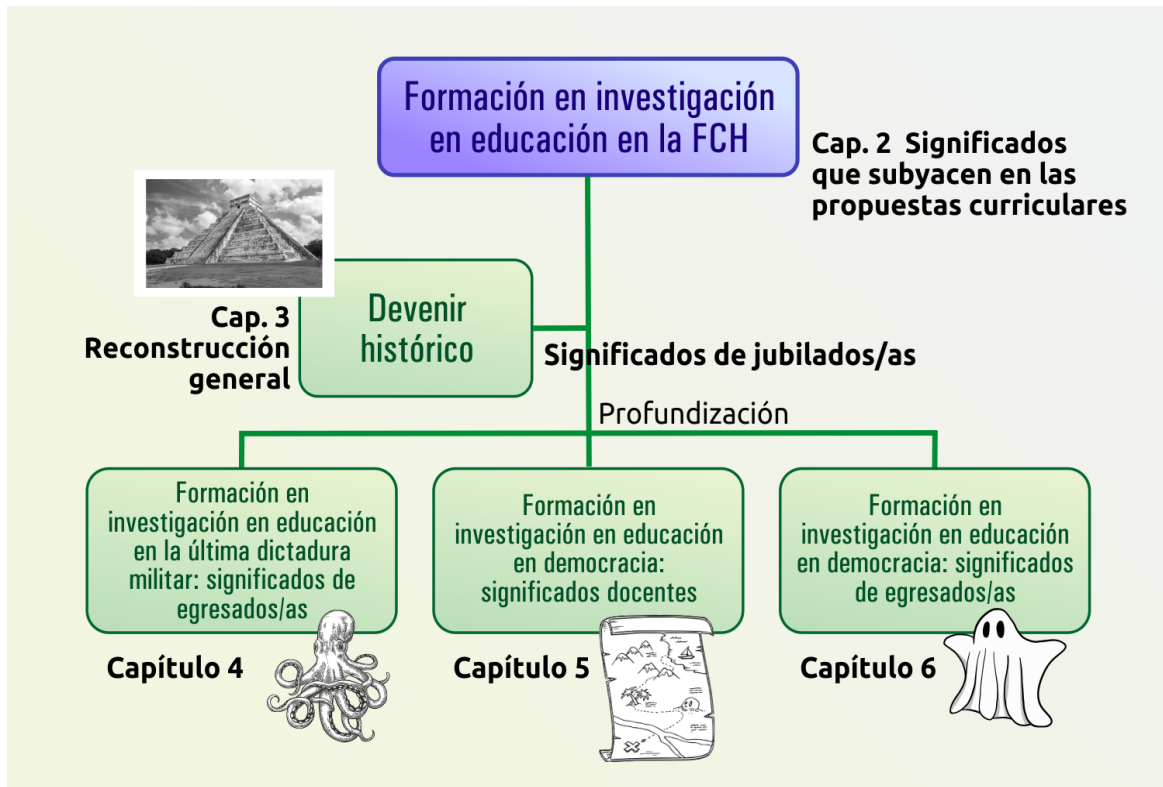 Formación en investigación
en educación en la FCH
Cap. 2 Significados
que subyacen en las
propuestas curriculares
Devenir
histórico
Cap. 3
Reconstrucción
general
Significados de jubilados/as
Profundización
Formación en
investigación en educación
en la última dictadura
militar: significados de
egresados/as
Capítulo 4
Formación en
investigación en educación
en democracia:
significados docentes
Capítulo 5
Formación en
investigación en educación
en democracia: significados
de egresados/as
Capítulo 6